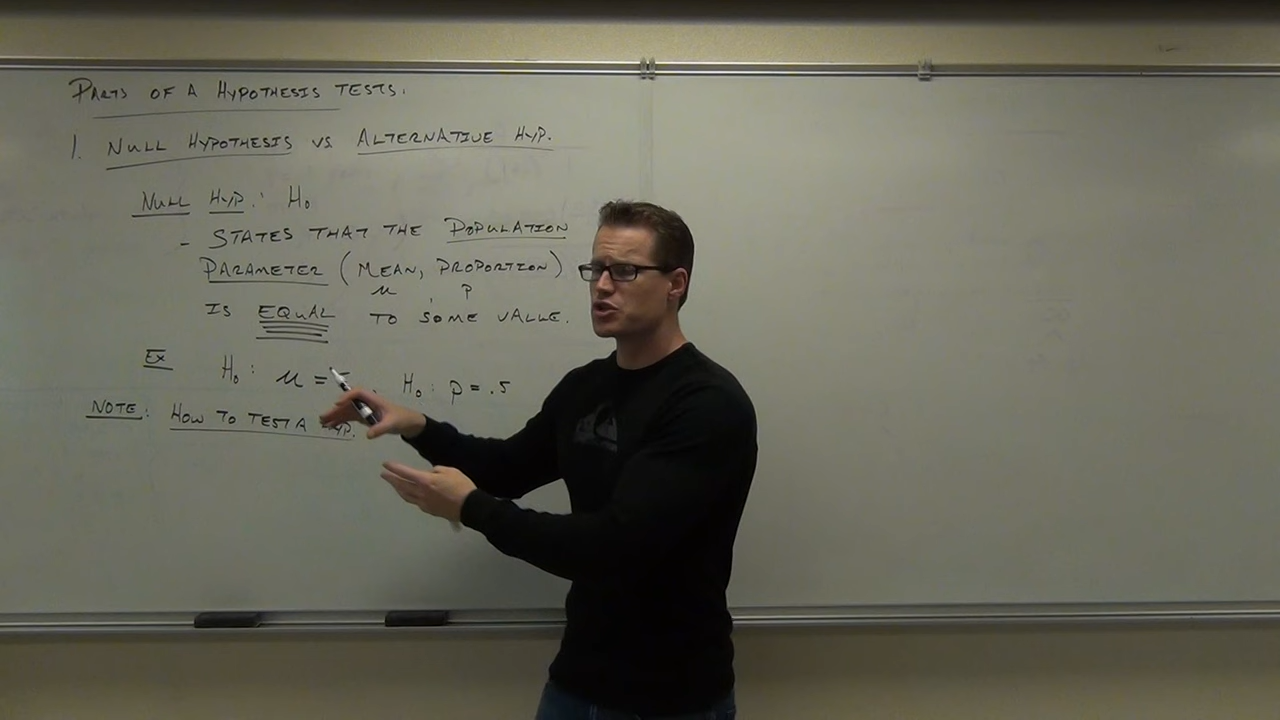 PARTS OF A HYPOTHESIS TESTS.
1. NULL HYPOTHESIS VS. ALTERNATIVE HYP.
NULL HYP: H₀
- STATES THAT THE POPULATION
PARAMETER (MEAN, PROPORTION)
μ , p
IS EQUAL TO SOME VALUE.
Ex H₀: μ = , H₀: p = .5
NOTE: HOW TO TEST A HYP.